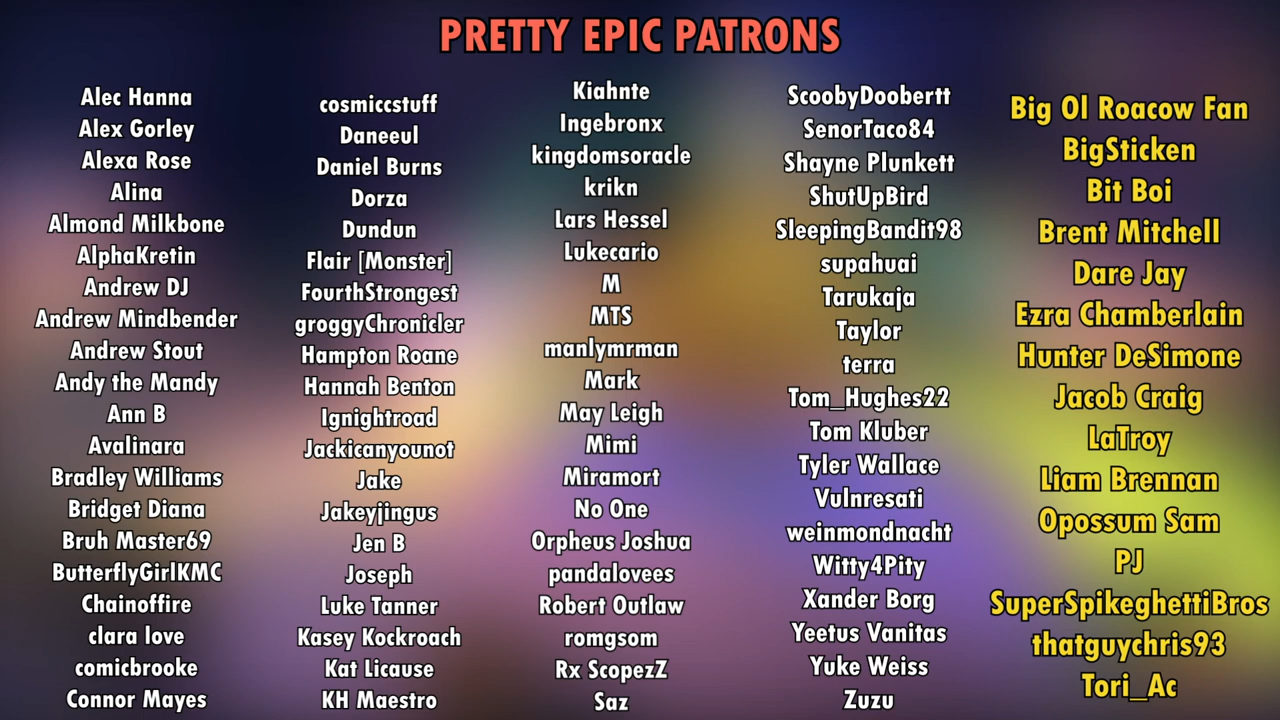 PRETTY EPIC PATRONS
Alec Hanna
Alex Gorley
Alexa Rose
Alina
Almond Milkbone
AlphaKretin
Andrew DJ
Andrew Mindbender
Andrew Stout
Andy the Mandy
Ann B
Avalinara
Bradley Williams
Bridget Diana
Bruh Master69
ButterflyGirlKMC
Chainoffire
clara love
comicbrooke
Connor Mayes
cosmiccstuff
Daneeul
Daniel Burns
Dorza
Dundun
Flair [Monster]
FourthStrongest
groggyChronicler
Hampton Roane
Hannah Benton
Ignightroad
Jackicanyounot
Jake
Jakeyjingus
Jen B
Joseph
Luke Tanner
Kasey Kockroach
Kat Licause
KH Maestro
Kiahnte
Ingebronx
kingdomsoracle
krikn
Lars Hessel
Lukecario
M
MTS
manlymrman
Mark
May Leigh
Mimi
Miramort
No One
Orpheus Joshua
pandalovees
Robert Outlaw
romgsom
Rx ScopezZ
Saz
ScoobyDoobertt
SenorTaco84
Shayne Plunkett
ShutUpBird
SleepingBandit98
supahuai
Tarukaja
Taylor
terra
Tom_Hughes22
Tom Kluber
Tyler Wallace
Vulnresati
weinmondnacht
Witty4Pity
Xander Borg
Yeetus Vanitas
Yuke Weiss
Zuzu
Big Ol Roacow Fan
BigSticken
Bit Boi
Brent Mitchell
Dare Jay
Ezra Chamberlain
Hunter DeSimone
Jacob Craig
LaTroy
Liam Brennan
Opossum Sam
PJ
SuperSpikeghettiBros
thatguychris93
Tori_Ac